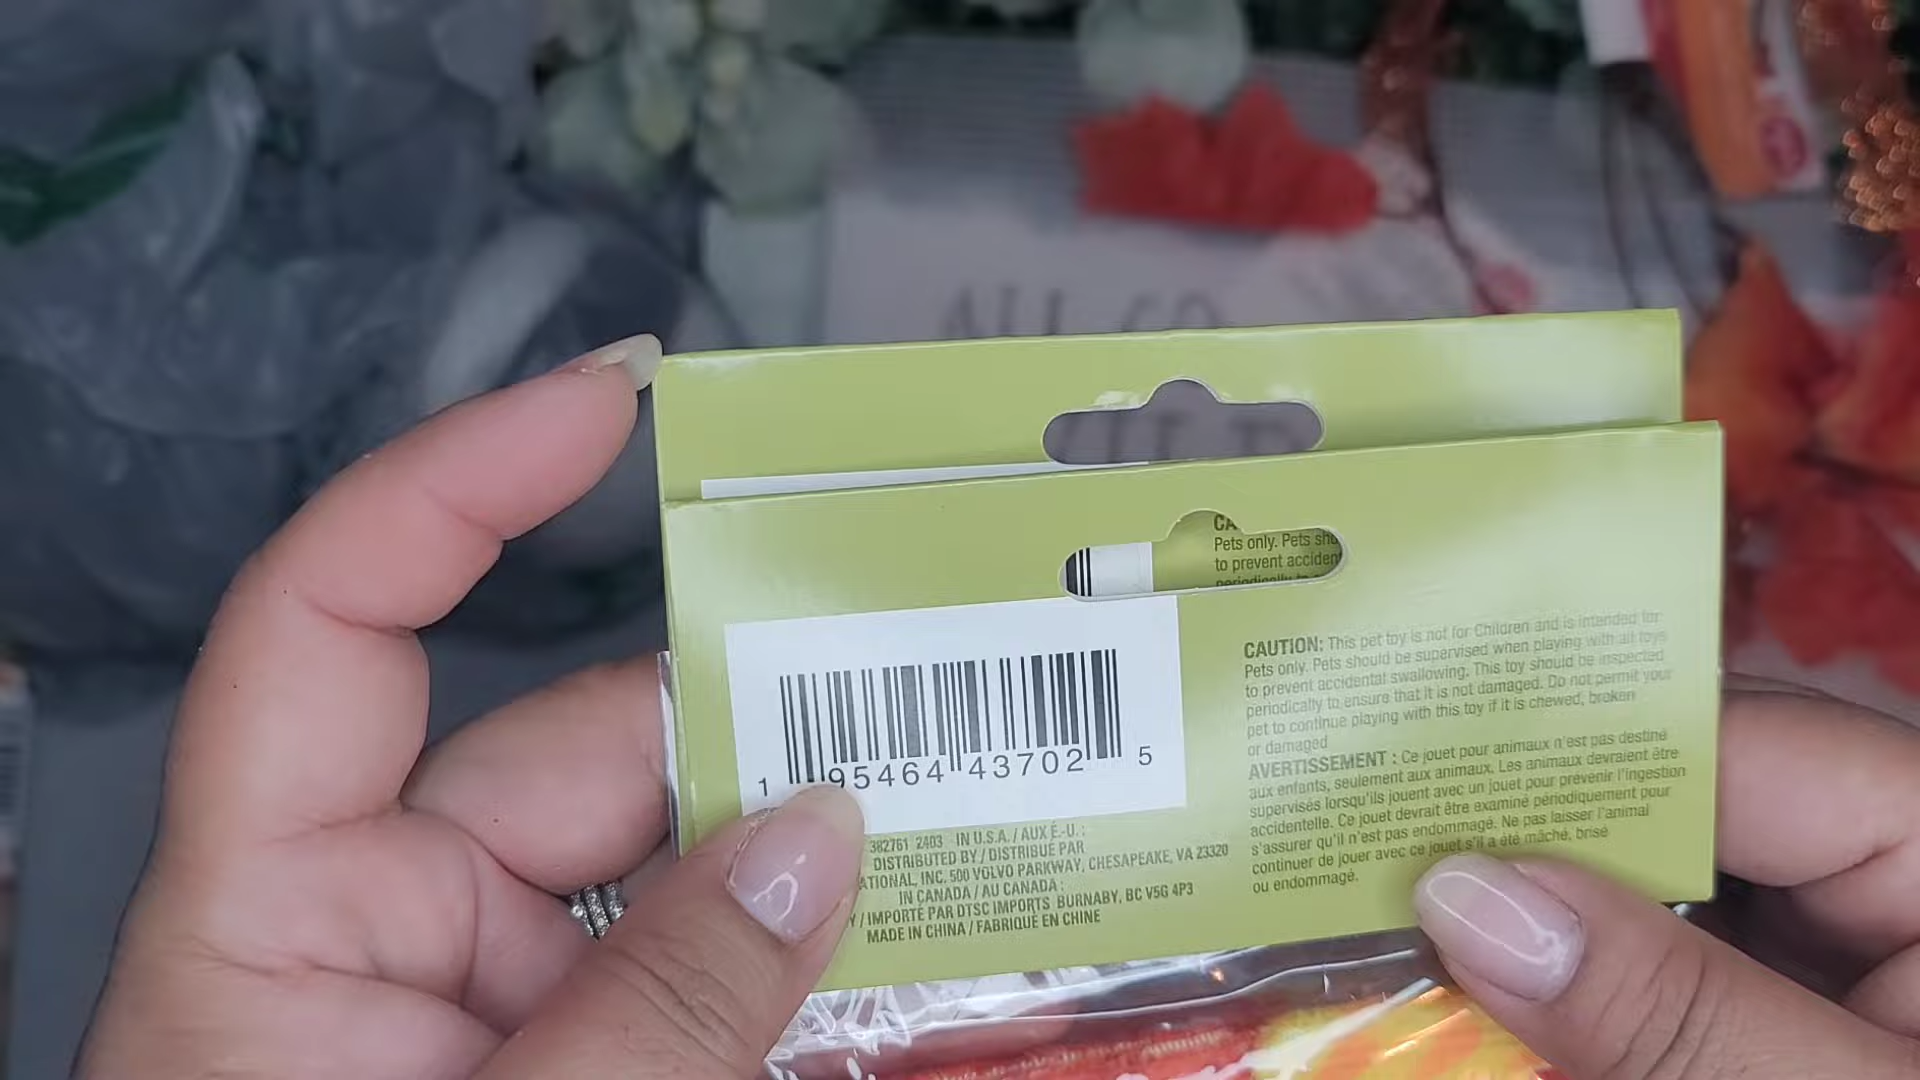 ALL SO
CA
Pets only. Pets sho
to prevent acciden
periodically to
1 95464 43702 5
CAUTION: This pet toy is not for Children and is intended for
Pets only. Pets should be supervised when playing with all toys
to prevent accidental swallowing. This toy should be inspected
periodically to ensure that it is not damaged. Do not permit your
pet to continue playing with this toy if it is chewed, broken
or damaged
AVERTISSEMENT : Ce jouet pour animaux n'est pas destiné
aux enfants, seulement aux animaux. Les animaux devraient être
supervisés lorsqu'ils jouent avec un jouet pour prévenir l'ingestion
accidentelle. Ce jouet devrait être examiné périodiquement pour
s'assurer qu'il n'est pas endommagé. Ne pas laisser l'animal
continuer de jouer avec ce jouet s'il a été mâché, brisé
ou endommagé.
382761 2403 IN U.S.A. / AUX É.-U. :
DISTRIBUTED BY / DISTRIBUÉ PAR
ATIONAL, INC. 500 VOLVO PARKWAY, CHESAPEAKE, VA 23320
IN CANADA / AU CANADA :
Y / IMPORTÉ PAR DTSC IMPORTS BURNABY, BC V5G 4P3
MADE IN CHINA / FABRIQUÉ EN CHINE